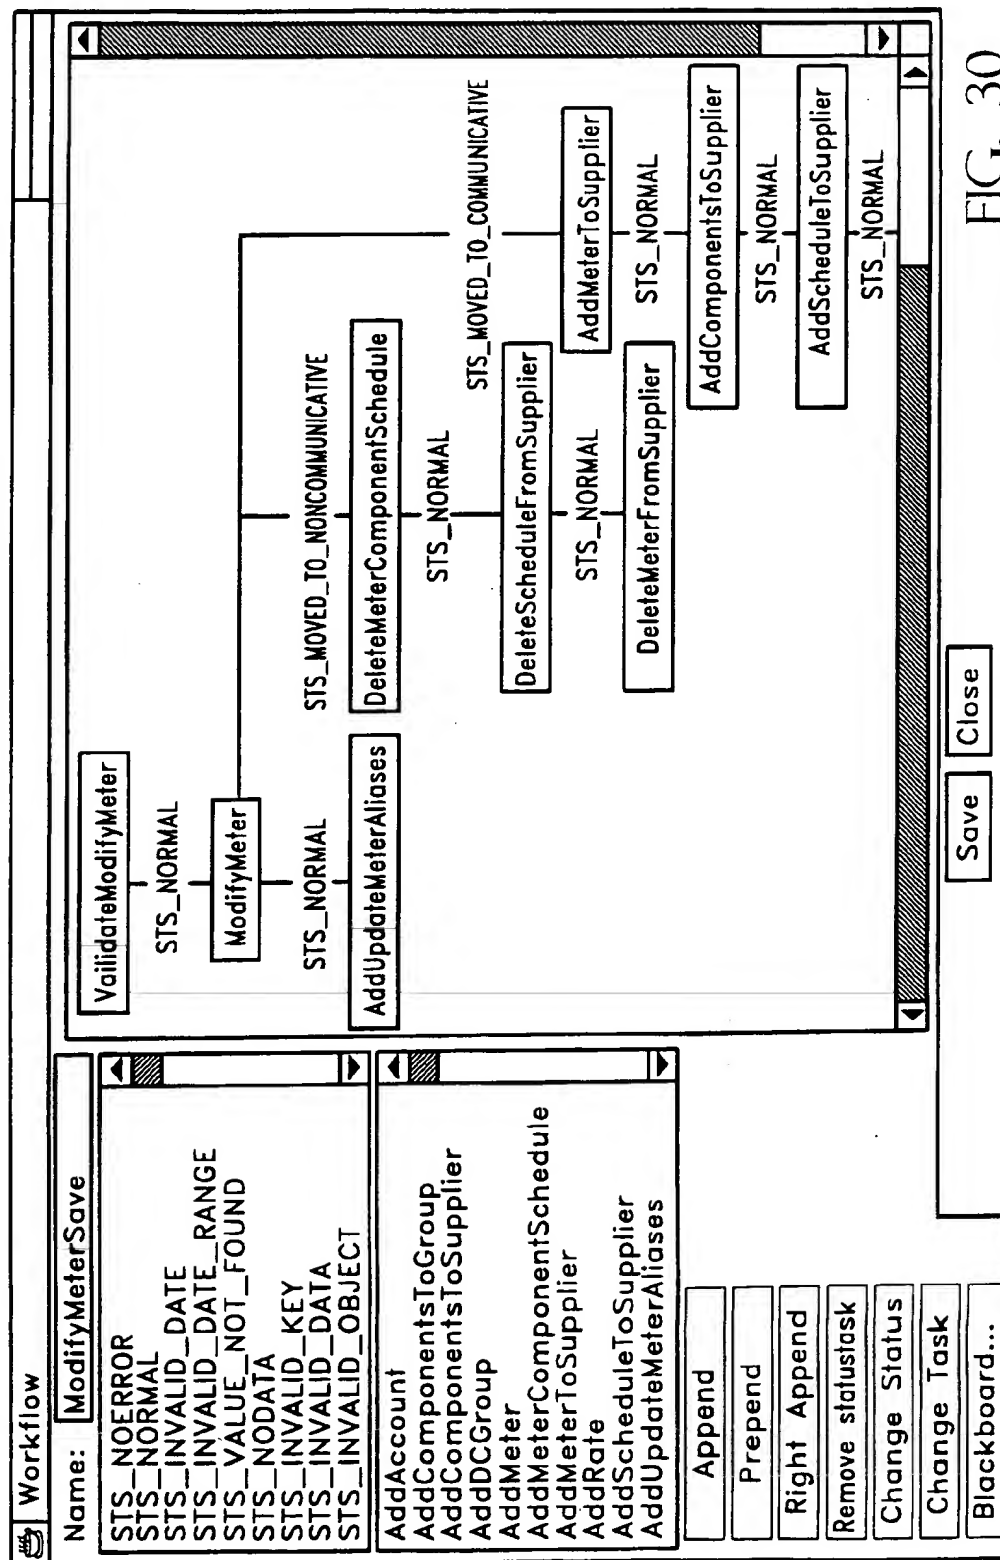 Workflow
Name: ModifyMeterSave
STS_NOERROR
STS_NORMAL
STS_INVALID_DATE
STS_INVALID_DATE_RANGE
STS_VALUE_NOT_FOUND
STS_NODATA
STS_INVALID_KEY
STS_INVALID_DATA
STS_INVALID_OBJECT
AddAccount
AddComponentsToGroup
AddComponentsToSupplier
AddDCGroup
AddMeter
AddMeterComponentSchedule
AddMeterToSupplier
AddRate
AddScheduleToSupplier
AddUpdateMeterAliases
Append
Prepend
Right Append
Remove statustask
Change Status
Change Task
Blackboard...
VailidateModifyMeter
STS_NORMAL
ModifyMeter
STS_NORMAL
STS_MOVED_TO_NONCOMMUNICATIVE
AddUpdateMeterAliases
DeleteMeterComponentSchedule
STS_NORMAL
STS_MOVED_TO_COMMUNICATIVE
DeleteScheduleFromSupplier
AddMeterToSupplier
STS_NORMAL
STS_NORMAL
DeleteMeterFromSupplier
AddComponentsToSupplier
STS_NORMAL
AddScheduleToSupplier
STS_NORMAL
Save
Close
FIG. 30